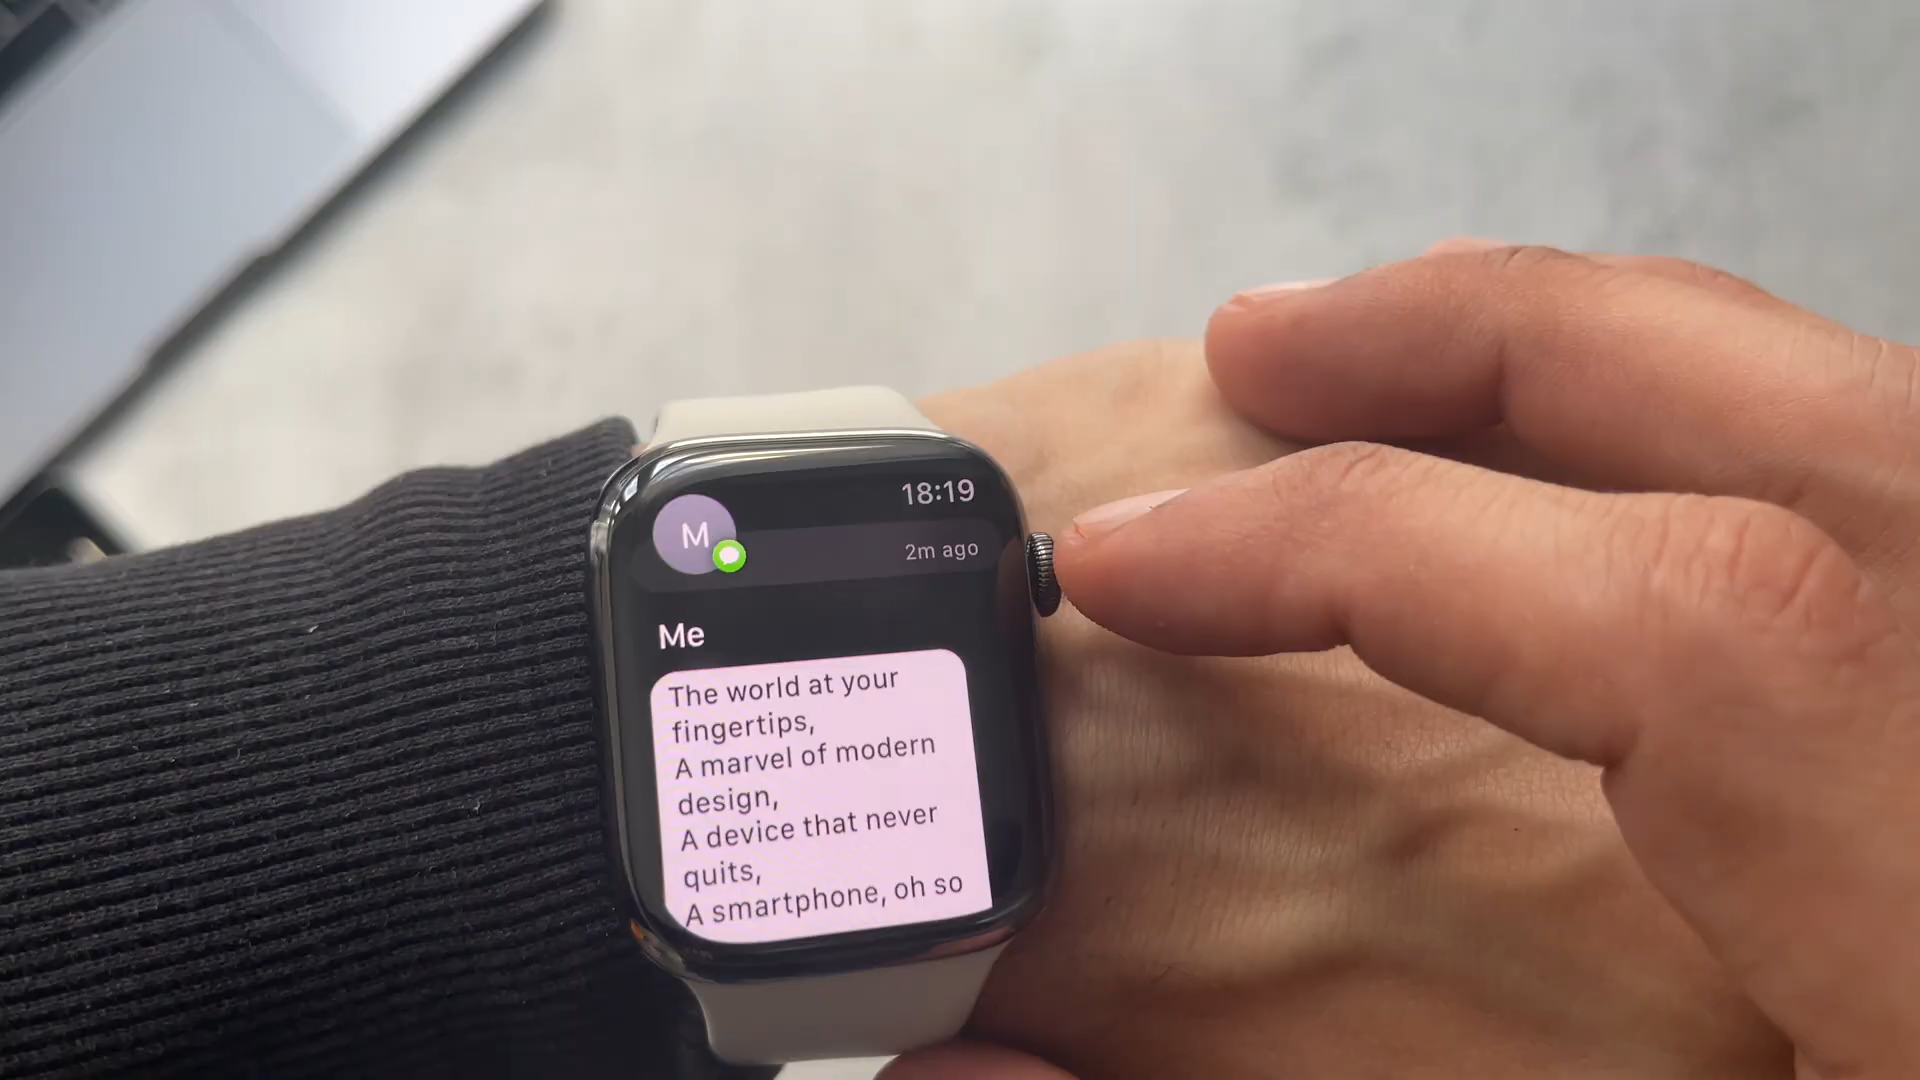 18:19
M
2m ago
Me
The world at your
fingertips,
A marvel of modern
design,
A device that never
quits,
A smartphone, oh so